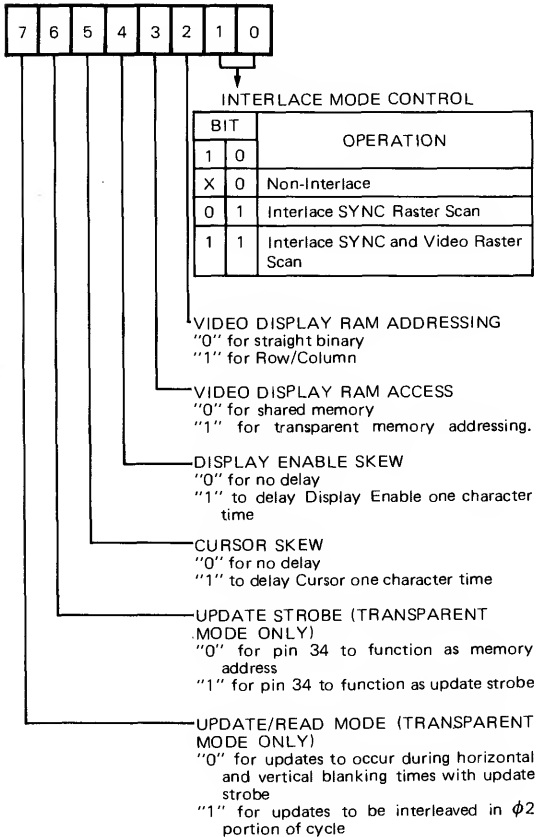 7 6 5 4 3 2 1 0
INTERLACE MODE CONTROL
BIT OPERATION
1 0
X 0 Non-Interlace
0 1 Interlace SYNC Raster Scan
1 1 Interlace SYNC and Video Raster
Scan
VIDEO DISPLAY RAM ADDRESSING
"0" for straight binary
"1" for Row/Column
VIDEO DISPLAY RAM ACCESS
"0" for shared memory
"1" for transparent memory addressing.
DISPLAY ENABLE SKEW
"0" for no delay
"1" to delay Display Enable one character
time
CURSOR SKEW
"0" for no delay
"1" to delay Cursor one character time
UPDATE STROBE (TRANSPARENT
MODE ONLY)
"0" for pin 34 to function as memory
address
"1" for pin 34 to function as update strobe
UPDATE/READ MODE (TRANSPARENT
MODE ONLY)
"0" for updates to occur during horizontal
and vertical blanking times with update
strobe
"1" for updates to be interleaved in ϕ2
portion of cycle